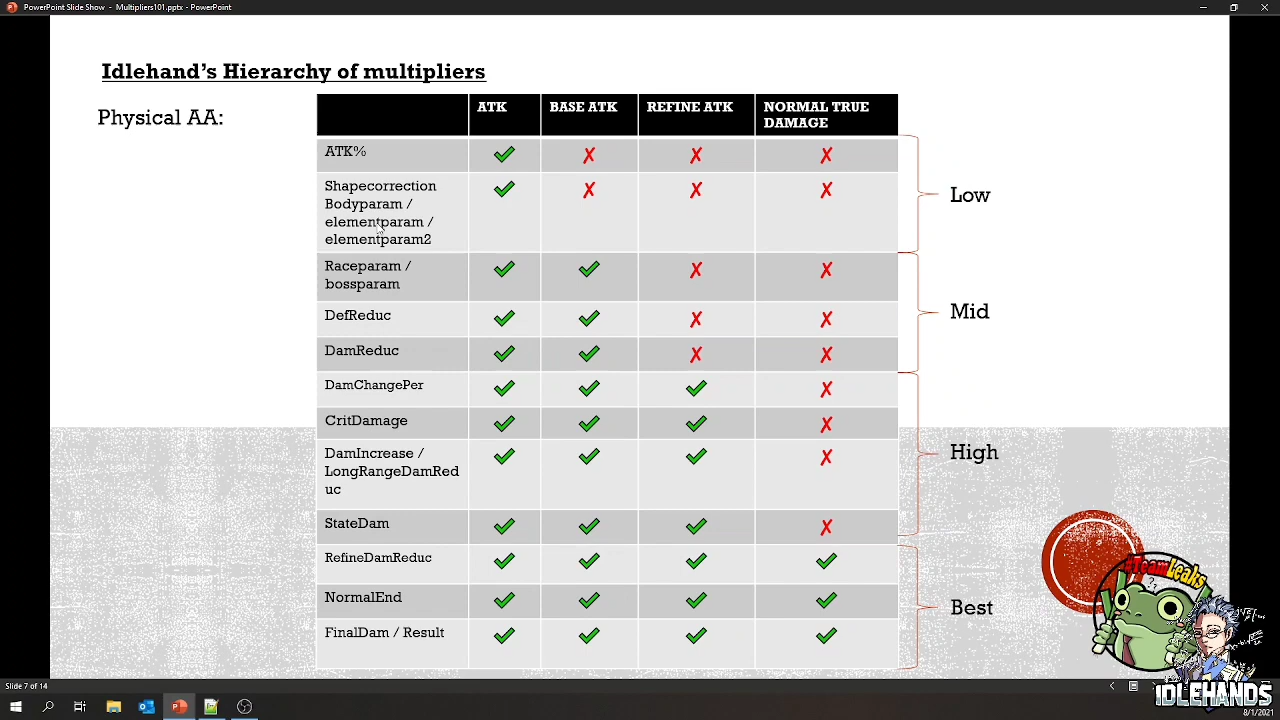 PowerPoint Slide Show - Multipliers101.pptx - PowerPoint
Idlehand's Hierarchy of multipliers
Physical AA:
ATK
BASE ATK
REFINE ATK
NORMAL TRUE
DAMAGE
ATK%
Shapecorrection
Bodyparam /
elementparam /
elementparam2
Low
Raceparam /
bossparam
DefReduc
DamReduc
Mid
DamChangePer
CritDamage
DamIncrease /
LongRangeDamRed
uc
StateDam
High
RefineDamReduc
NormalEnd
FinalDam / Result
Best
#TeamLeaks
IDLEHANDS
Slide 7 of 14
8/1/2021